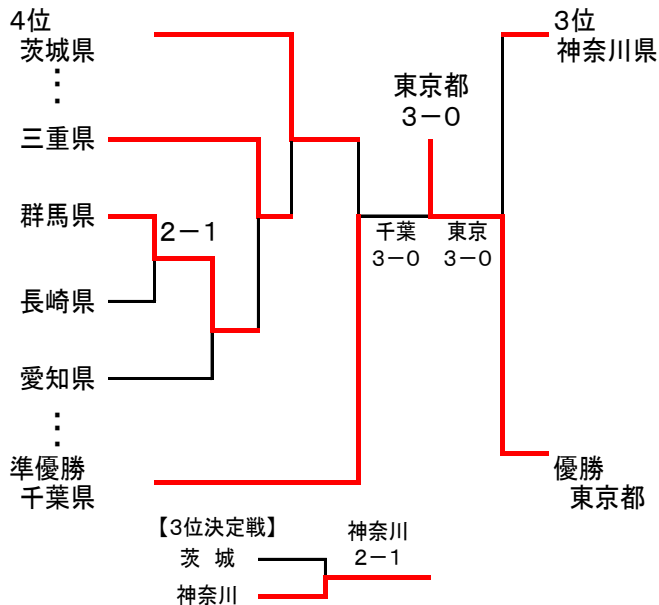 4位
茨城県
⋮
三重県
群馬県
2−1
長崎県
愛知県
⋮
準優勝
千葉県
東京都
3−0
千葉
3−0
東京
3−0
3位
神奈川県
優勝
東京都
【3位決定戦】
茨 城
神奈川
神奈川
2−1